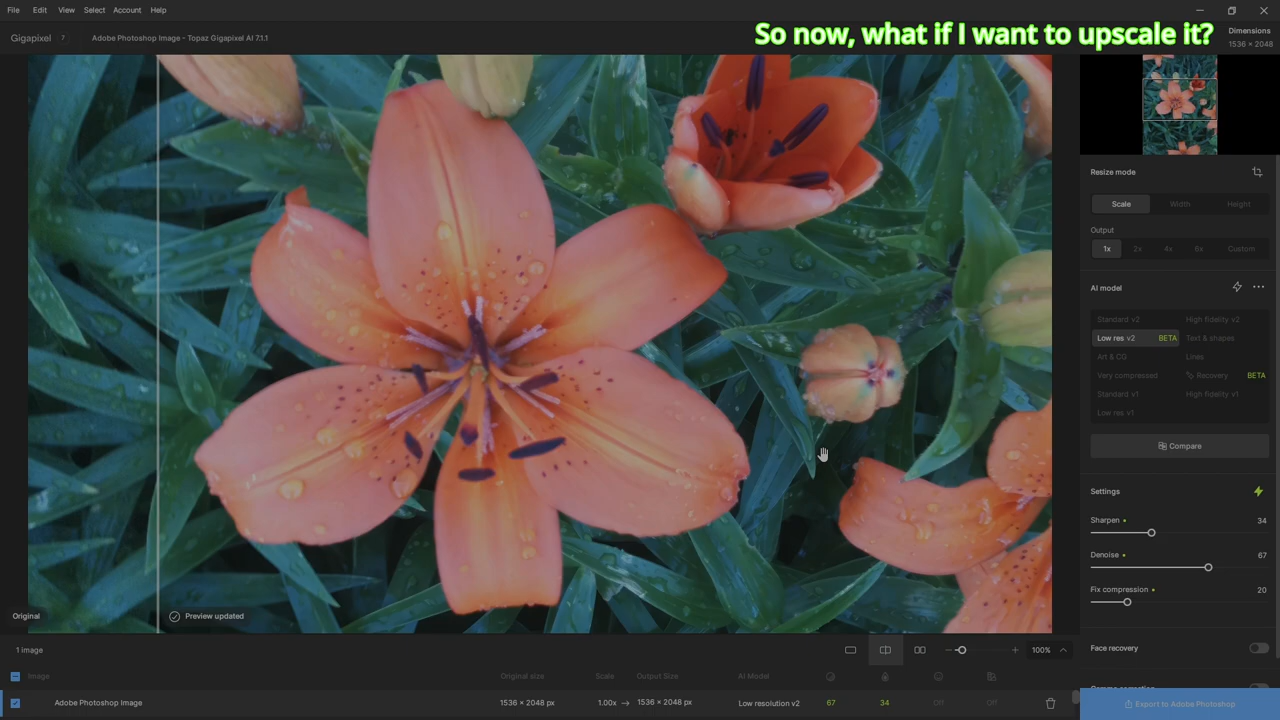 File Edit View Select Account Help
Gigapixel 7 Adobe Photoshop Image - Topaz Gigapixel AI 7.1.1
So now, what if I want to upscale it?
Dimensions
1536 × 2048
Resize mode
Scale Width Height
Output
1x 2x 4x 6x Custom
AI model
Standard v2 High fidelity v2
Low res v2 BETA Text & shapes
Art & CG Lines
Very compressed Recovery BETA
Standard v1 High fidelity v1
Low res v1
Compare
Settings
Sharpen 34
Denoise 67
Fix compression 20
Face recovery
Export to Adobe Photoshop
Original Preview updated
1 image 100%
Image Original size Scale Output Size AI Model
Adobe Photoshop Image 1536 × 2048 px 1.00x → 1536 × 2048 px Low resolution v2 67 34 Off Off